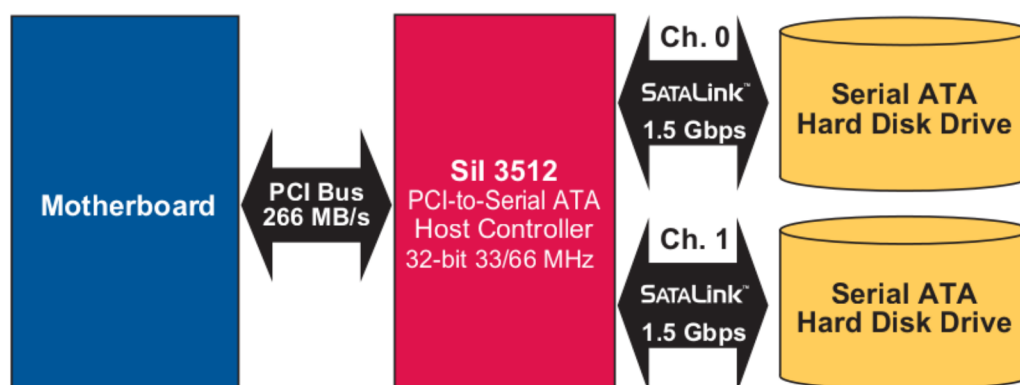 Motherboard
PCI Bus
266 MB/s
SiI 3512
PCI-to-Serial ATA
Host Controller
32-bit 33/66 MHz
Ch. 0
SATALink™
1.5 Gbps
Serial ATA
Hard Disk Drive
Ch. 1
SATALink™
1.5 Gbps
Serial ATA
Hard Disk Drive